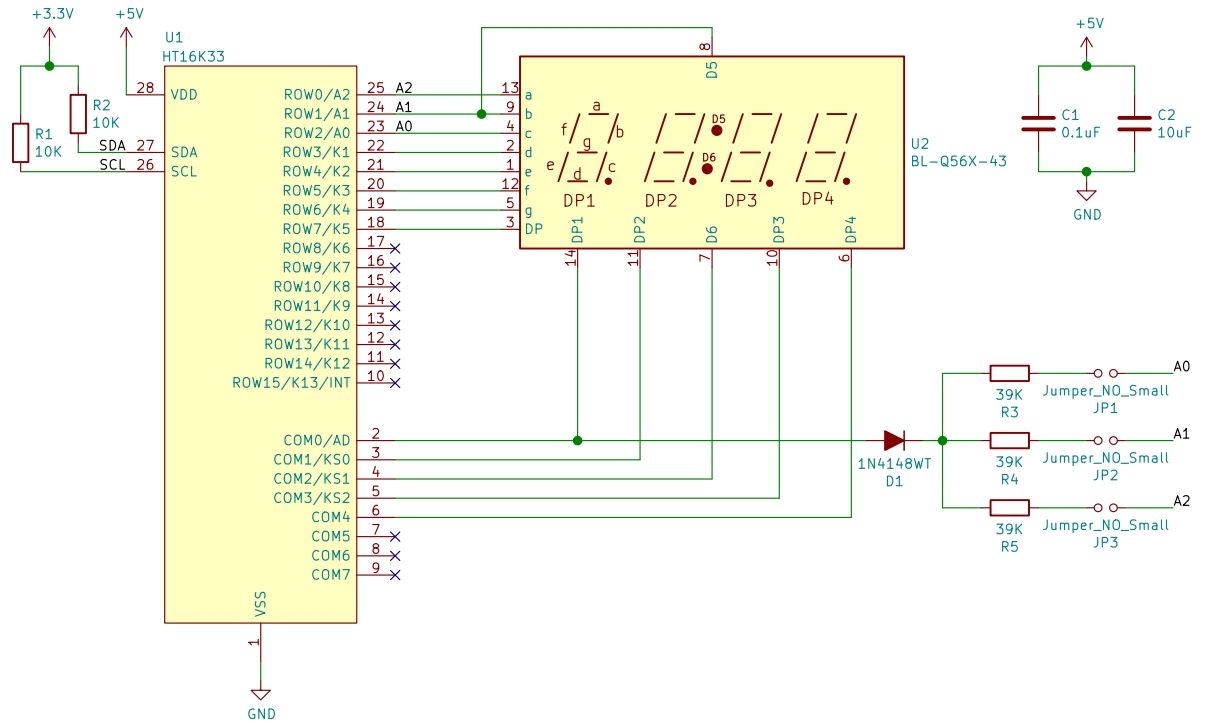 +3.3V
+5V
U1
HT16K33
R2
10K
R1
10K
SDA
SCL
28
27
26
VDD
SDA
SCL
ROW0/A2
ROW1/A1
ROW2/A0
ROW3/K1
ROW4/K2
ROW5/K3
ROW6/K4
ROW7/K5
ROW8/K6
ROW9/K7
ROW10/K8
ROW11/K9
ROW12/K10
ROW13/K11
ROW14/K12
ROW15/K13/INT
COM0/AD
COM1/KS0
COM2/KS1
COM3/KS2
COM4
COM5
COM6
COM7
VSS
1
GND
25
24
23
22
21
20
19
18
17
16
15
14
13
12
11
10
2
3
4
5
6
7
8
9
A2
A1
A0
13
9
4
2
1
12
5
3
a
b
c
d
e
f
g
DP
8
D5
a
f
b
g
e
c
d
D5
D6
DP1
DP2
DP3
DP4
DP1
DP2
D6
DP3
DP4
14
11
7
10
6
U2
BL-Q56X-43
+5V
C1
0.1uF
C2
10uF
GND
1N4148WT
D1
39K
R3
Jumper_NO_Small
JP1
A0
39K
R4
Jumper_NO_Small
JP2
A1
39K
R5
Jumper_NO_Small
JP3
A2